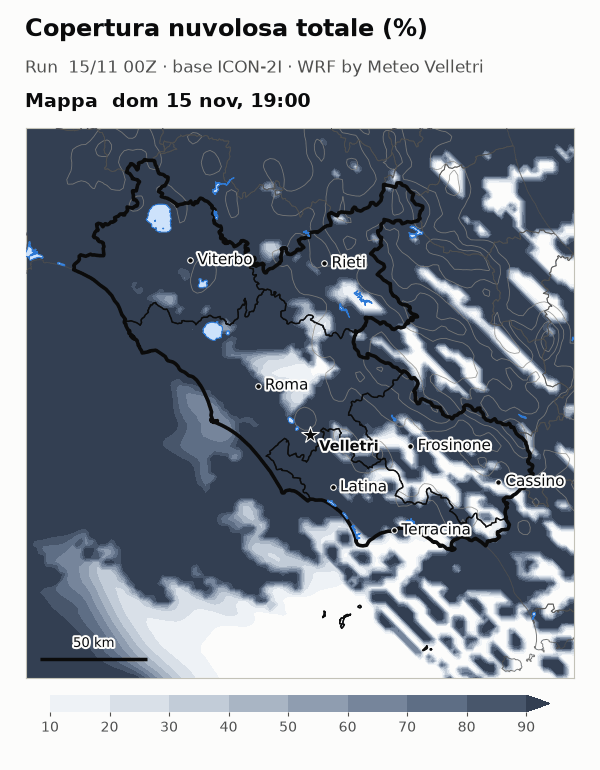 Copertura nuvolosa totale (%)
Run  15/11 00Z · base ICON-2I · WRF by Meteo Velletri
Mappa  dom 15 nov, 19:00
Viterbo
Rieti
Roma
Velletri
Frosinone
Latina
Cassino
Terracina
50 km
10 20 30 40 50 60 70 80 90